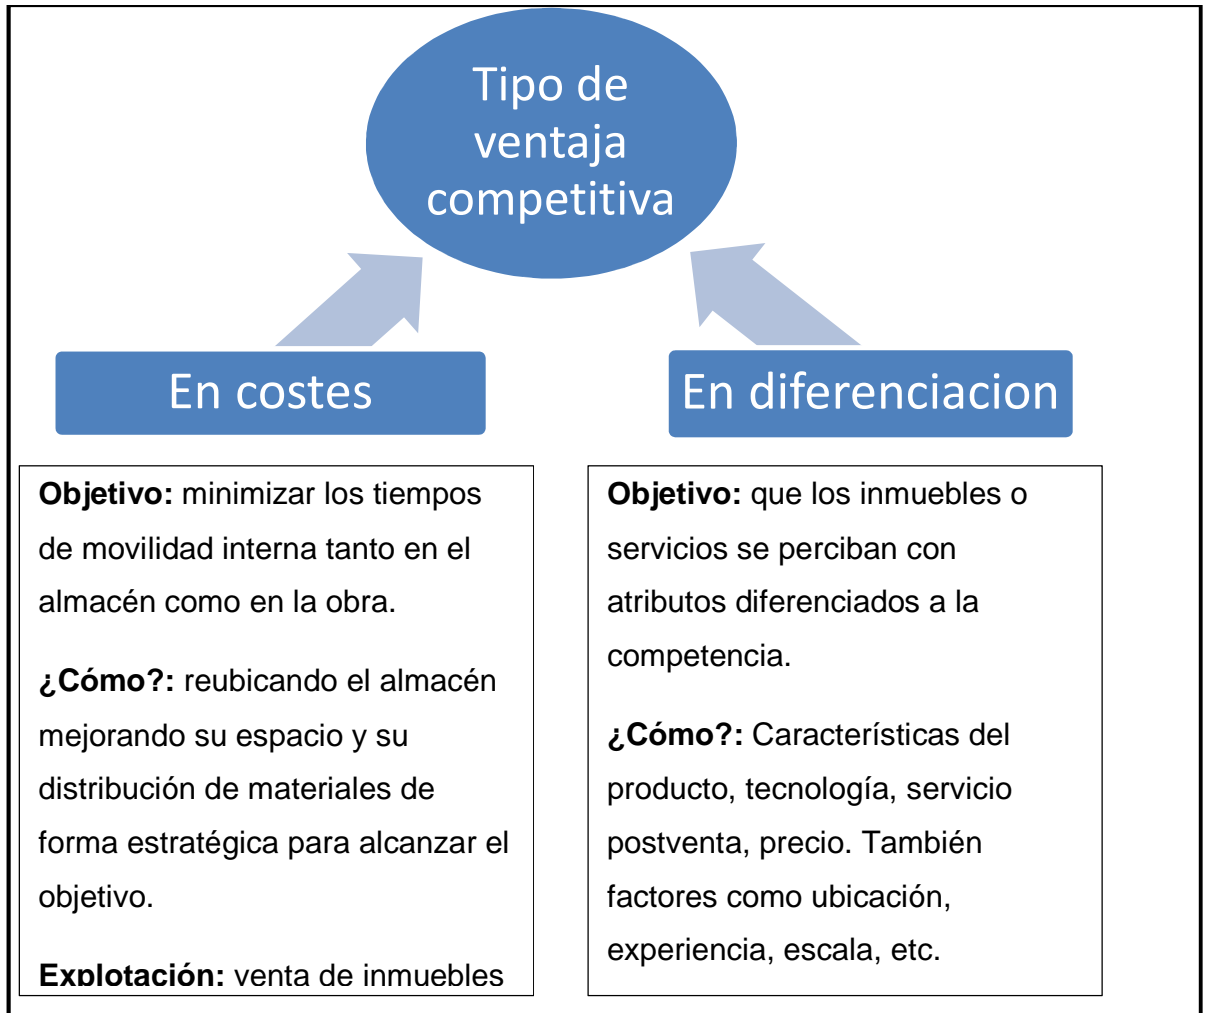 Tipo de
ventaja
competitiva
En costes
En diferenciacion
Objetivo: minimizar los tiempos
de movilidad interna tanto en el
almacén como en la obra.
¿Cómo?: reubicando el almacén
mejorando su espacio y su
distribución de materiales de
forma estratégica para alcanzar el
objetivo.
Explotación: venta de inmuebles
Objetivo: que los inmuebles o
servicios se perciban con
atributos diferenciados a la
competencia.
¿Cómo?: Características del
producto, tecnología, servicio
postventa, precio. También
factores como ubicación,
experiencia, escala, etc.